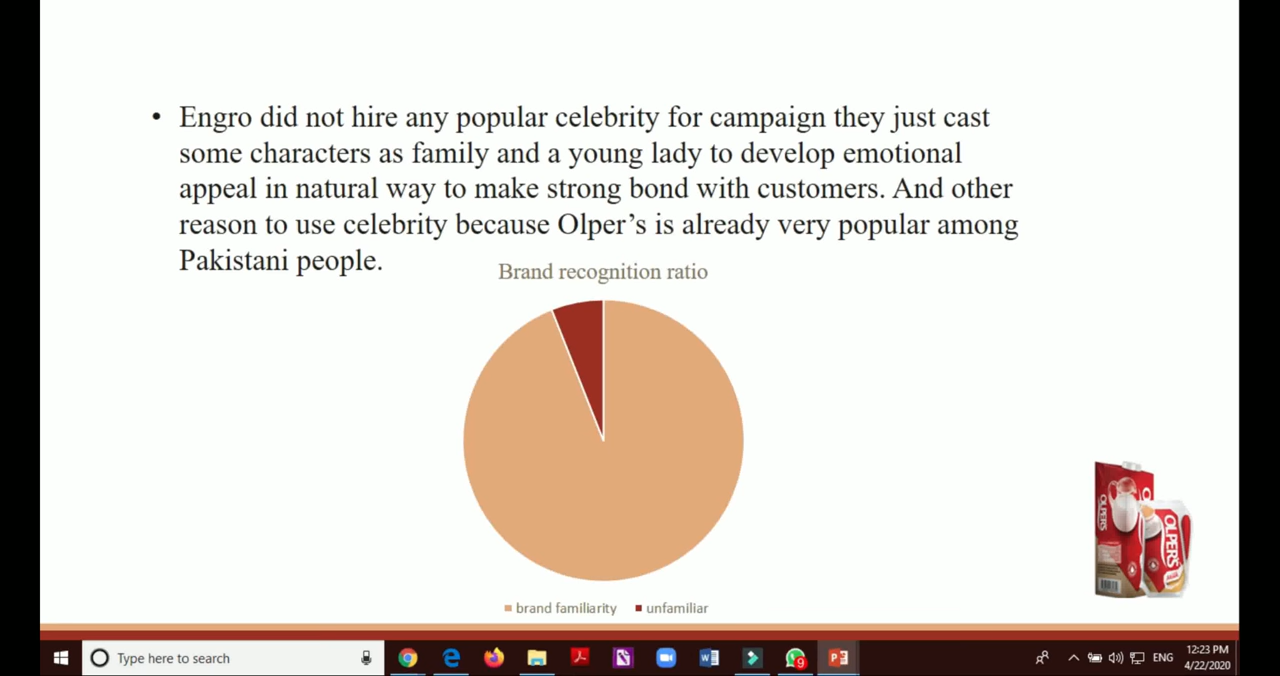 • Engro did not hire any popular celebrity for campaign they just cast
some characters as family and a young lady to develop emotional
appeal in natural way to make strong bond with customers. And other
reason to use celebrity because Olper’s is already very popular among
Pakistani people.
Brand recognition ratio
brand familiarity unfamiliar
OLPERS
OLPER'S
Type here to search
9
ENG
12:23 PM
4/22/2020